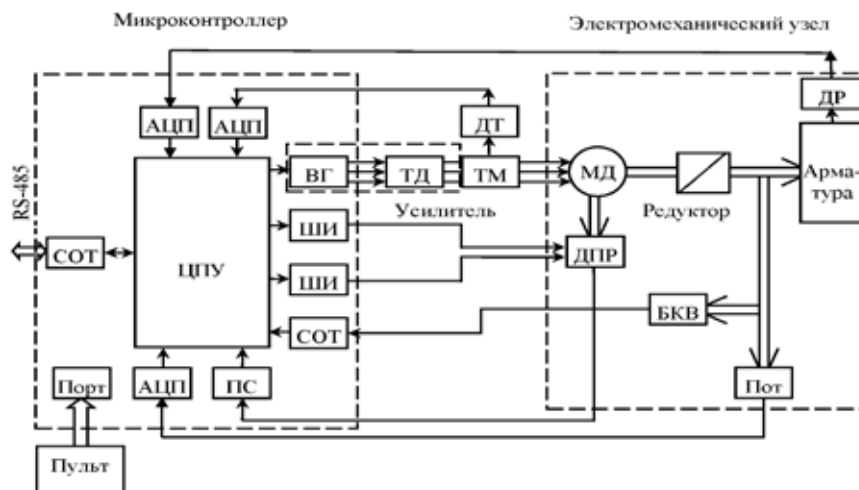 Микроконтроллер
Электромеханический узел
ДР
АЦП
АЦП
ДТ
ВГ
ТД
ТМ
МД
Арма-
тура
RS-485
Усилитель
Редуктор
ШИ
СОТ
ЦПУ
ДПР
ШИ
СОТ
БКВ
Порт
АЦП
ПС
Пот
Пульт